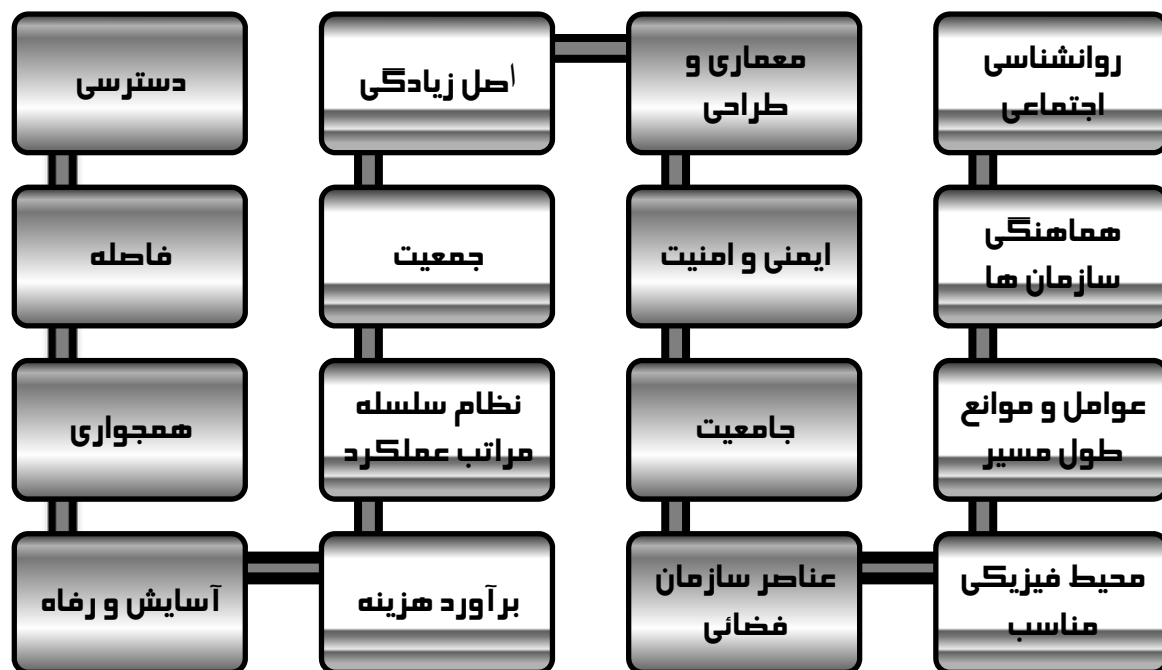 دسترسی
فاصله
همجواری
آسایش و رفاه
برآورد هزینه
نظام سلسله
مراتب عملکرد
جمعیت
اصل زیادگی
معماری و
طراحی
ایمنی و امنیت
جامعیت
عناصر سازمان
فضائی
محیط فیزیکی
مناسب
عوامل و موانع
طول مسیر
هماهنگی
سازمان ها
روانشناسی
اجتماعی